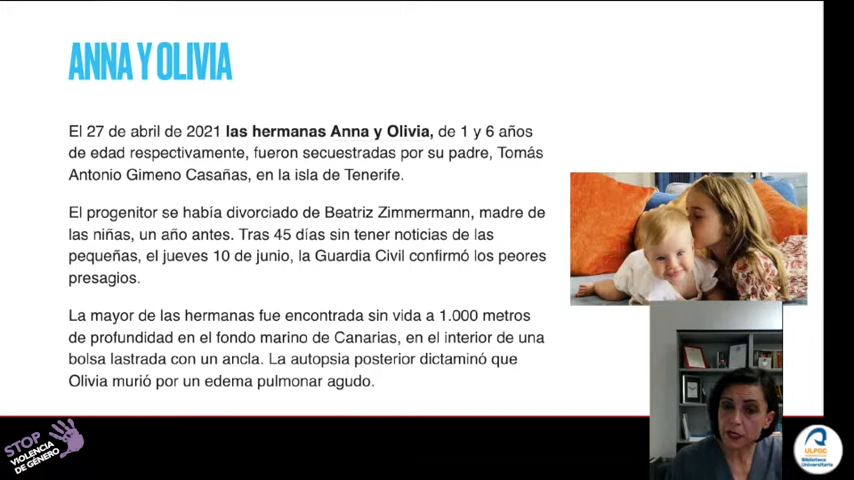 ANNA Y OLIVIA
El 27 de abril de 2021 las hermanas Anna y Olivia, de 1 y 6 años
de edad respectivamente, fueron secuestradas por su padre, Tomás
Antonio Gimeno Casañas, en la isla de Tenerife.
El progenitor se había divorciado de Beatriz Zimmermann, madre de
las niñas, un año antes. Tras 45 días sin tener noticias de las
pequeñas, el jueves 10 de junio, la Guardia Civil confirmó los peores
presagios.
La mayor de las hermanas fue encontrada sin vida a 1.000 metros
de profundidad en el fondo marino de Canarias, en el interior de una
bolsa lastrada con un ancla. La autopsia posterior dictaminó que
Olivia murió por un edema pulmonar agudo.
STOP
VIOLENCIA
DE GÉNERO
ULPGC
Biblioteca
Universitaria